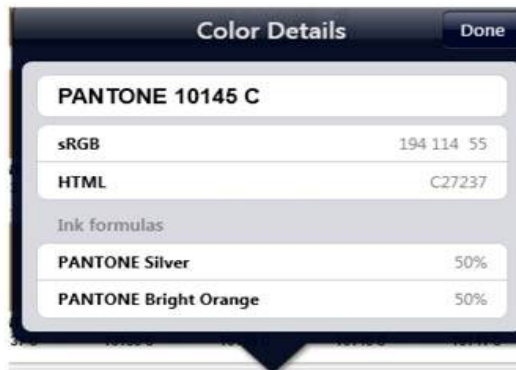 Color Details Done
PANTONE 10145 C
sRGB 194 114 55
HTML C27237
Ink formulas
PANTONE Silver 50%
PANTONE Bright Orange 50%